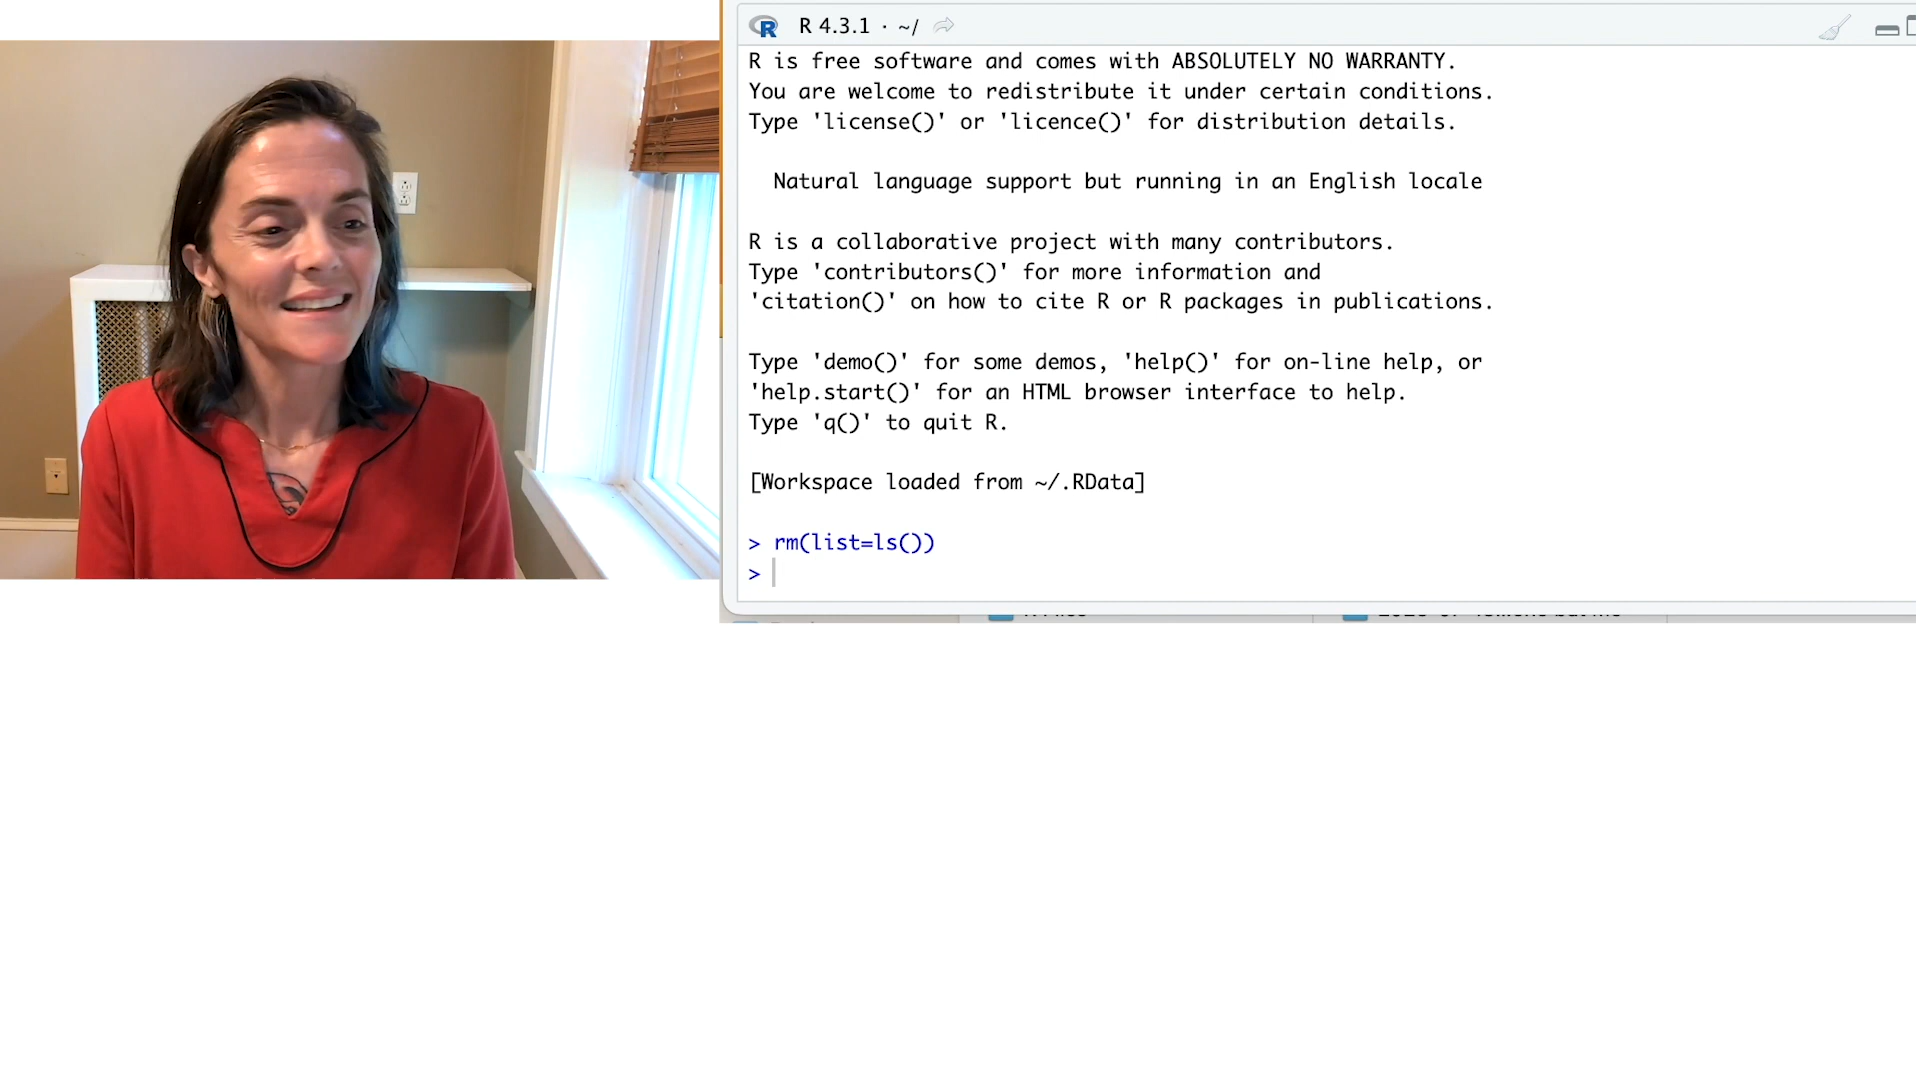 R 4.3.1 · ~/
R is free software and comes with ABSOLUTELY NO WARRANTY.
You are welcome to redistribute it under certain conditions.
Type 'license()' or 'licence()' for distribution details.
Natural language support but running in an English locale
R is a collaborative project with many contributors.
Type 'contributors()' for more information and
'citation()' on how to cite R or R packages in publications.
Type 'demo()' for some demos, 'help()' for on-line help, or
'help.start()' for an HTML browser interface to help.
Type 'q()' to quit R.
[Workspace loaded from ~/.RData]
> rm(list=ls())
>